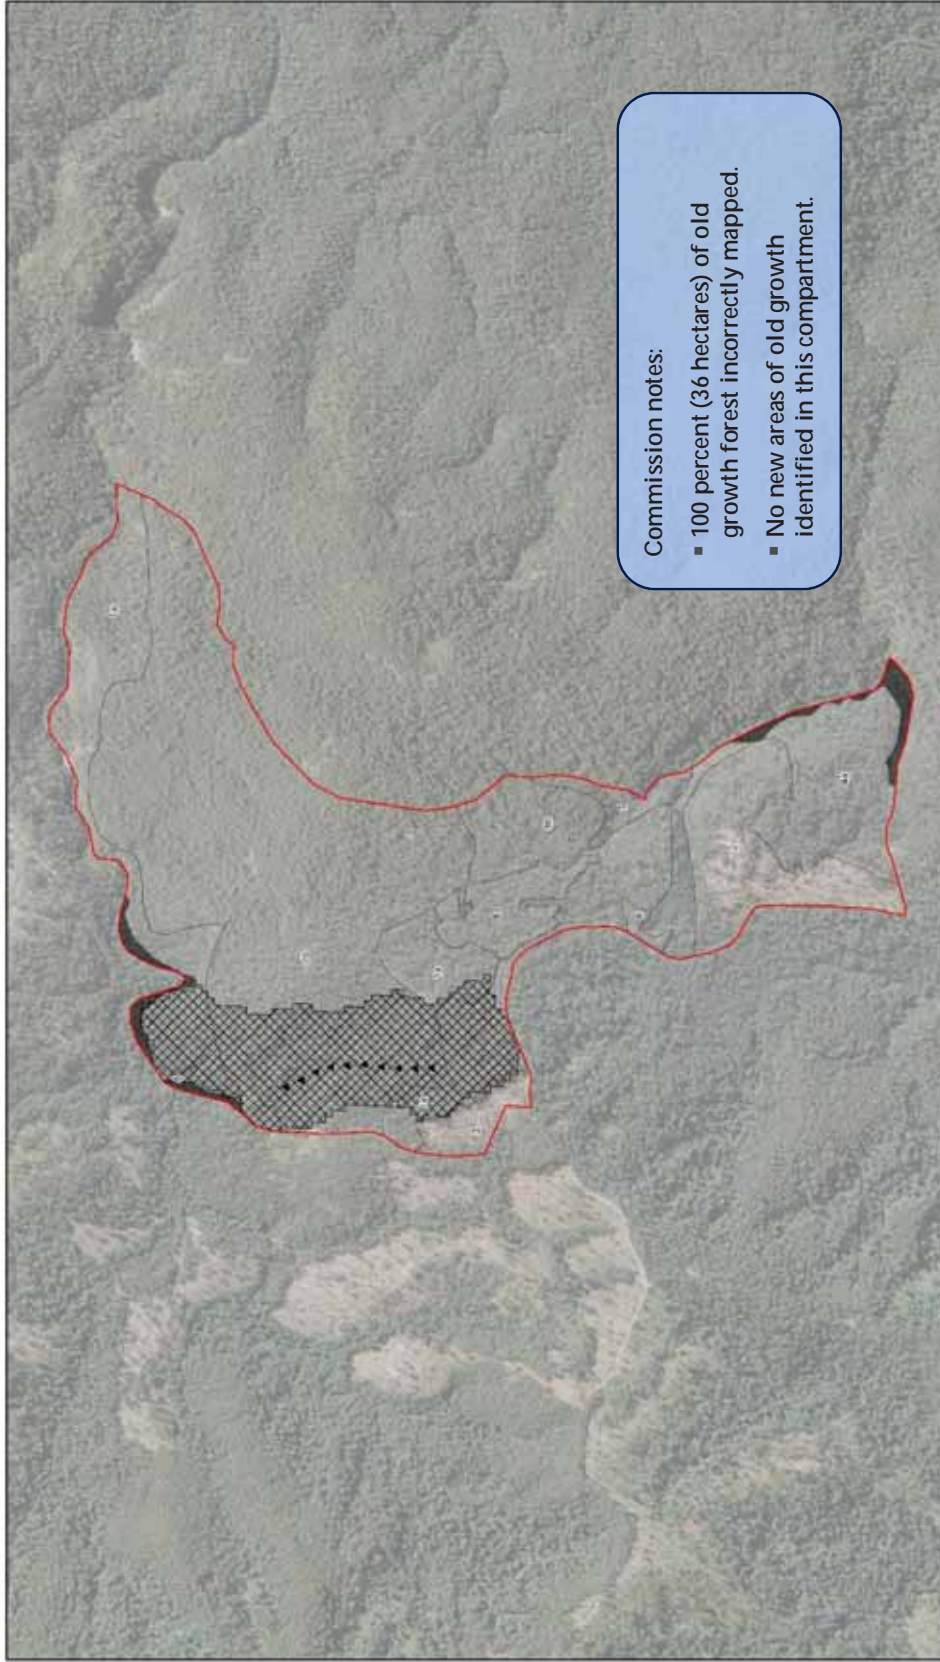 Commission notes:
▪ 100 percent (36 hectares) of old
growth forest incorrectly mapped.
▪ No new areas of old growth
identified in this compartment.